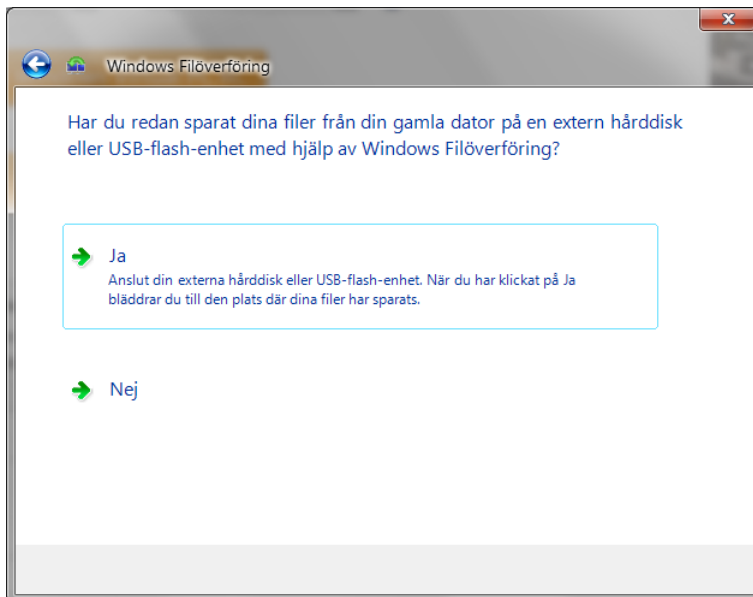 Windows Filöverföring
Har du redan sparat dina filer från din gamla dator på en extern hårddisk
eller USB-flash-enhet med hjälp av Windows Filöverföring?
Ja
Anslut din externa hårddisk eller USB-flash-enhet. När du har klickat på Ja
bläddrar du till den plats där dina filer har sparats.
Nej